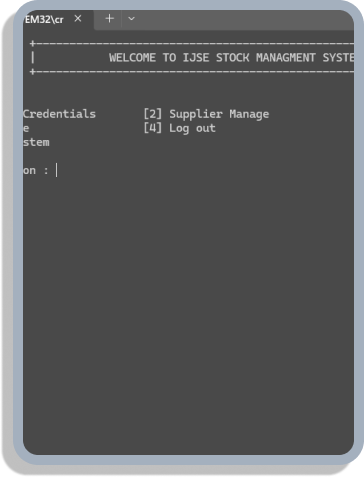 EM32\cr × + ⌄
+--------------------------------------------------
| WELCOME TO IJSE STOCK MANAGMENT SYSTE
+--------------------------------------------------
Credentials [2] Supplier Manage
e [4] Log out
stem
on :